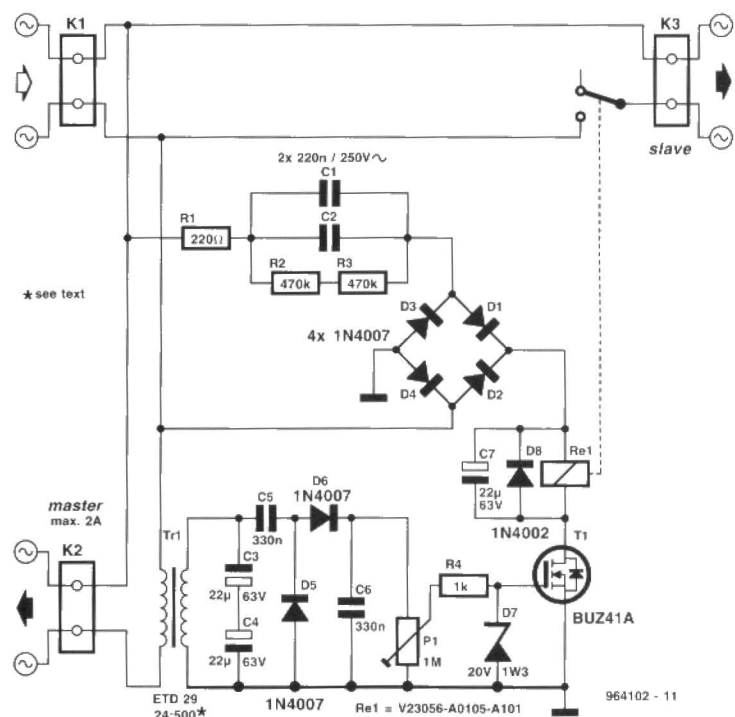 K1
K3
slave
2x 220n / 250V~
C1
C2
R1
220Ω
R2
R3
470k
470k
★ see text
D3
D1
4x 1N4007
D4
D2
C7
D8
Re1
22µ
63V
1N4002
master
max. 2A
D6
1N4007
C5
330n
Tr1
K2
C3
22µ
63V
C4
22µ
63V
D5
C6
330n
R4
1k
T1
D7
BUZ41A
P1
1M
20V
1W3
ETD 29
24:500★
1N4007
Re1 = V23056-A0105-A101
964102 - 11